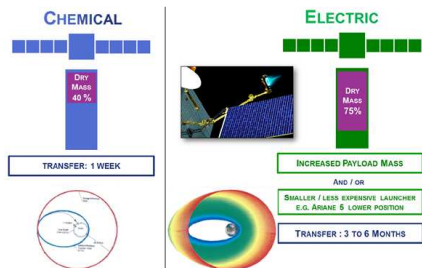 CHEMICAL
DRY
MASS
40 %
TRANSFER: 1 WEEK
ELECTRIC
DRY
MASS
75%
INCREASED PAYLOAD MASS
AND / OR
SMALLER / LESS EXPENSIVE LAUNCHER
E.G. ARIANE 5 LOWER POSITION
TRANSFER : 3 TO 6 MONTHS